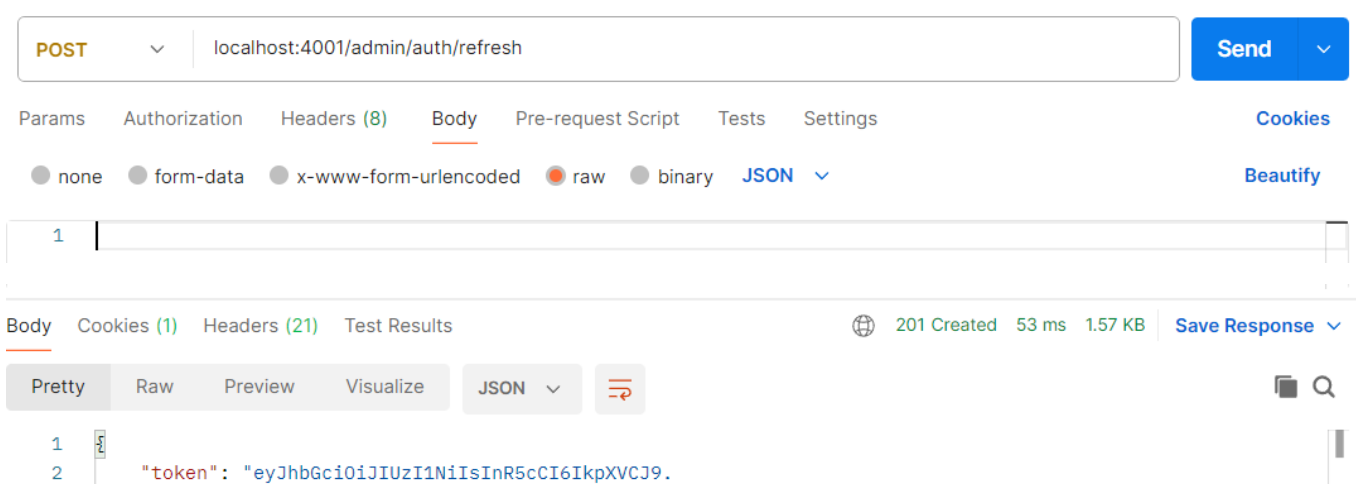 POST localhost:4001/admin/auth/refresh Send
Params Authorization Headers (8) Body Pre-request Script Tests Settings Cookies
none form-data x-www-form-urlencoded raw binary JSON Beautify
1
Body Cookies (1) Headers (21) Test Results 201 Created 53 ms 1.57 KB Save Response
Pretty Raw Preview Visualize JSON
1 {
2 "token": "eyJhbGciOiJIUzI1NiIsInR5cCI6IkpXVCJ9.